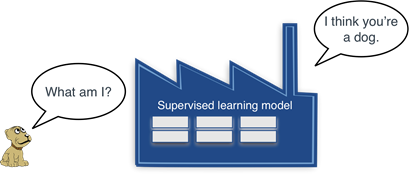 What am I?
Supervised learning model
I think you're
a dog.